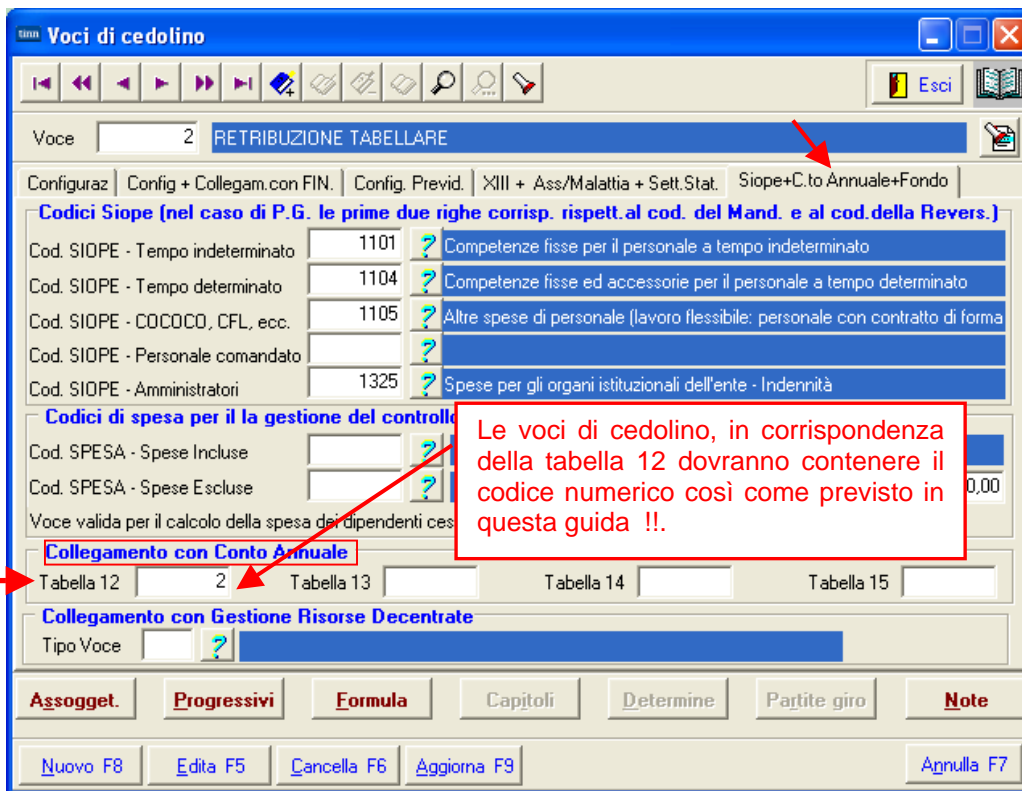 tinn Voci di cedolino
Esci
Voce 2 RETRIBUZIONE TABELLARE
Configuraz Config + Collegam.con FIN. Config. Previd. XIII + Ass/Malattia + Sett.Stat. Siope+C.to Annuale+Fondo
Codici Siope (nel caso di P.G. le prime due righe corrisp. rispett.al cod. del Mand. e al cod.della Revers.)
Cod. SIOPE - Tempo indeterminato 1101 ? Competenze fisse per il personale a tempo indeterminato
Cod. SIOPE - Tempo determinato 1104 ? Competenze fisse ed accessorie per il personale a tempo determinato
Cod. SIOPE - COCOCO, CFL, ecc. 1105 ? Altre spese di personale (lavoro flessibile: personale con contratto di forma
Cod. SIOPE - Personale comandato ?
Cod. SIOPE - Amministratori 1325 ? Spese per gli organi istituzionali dell'ente - Indennità
Codici di spesa per il la gestione del controllo
Cod. SPESA - Spese Incluse ?
Cod. SPESA - Spese Escluse ? 0,00
Voce valida per il calcolo della spesa dei dipendenti ces
Le voci di cedolino, in corrispondenza
della tabella 12 dovranno contenere il
codice numerico così come previsto in
questa guida !!.
Collegamento con Conto Annuale
Tabella 12 2 Tabella 13 Tabella 14 Tabella 15
Collegamento con Gestione Risorse Decentrate
Tipo Voce ?
Assogget. Progressivi Formula Capitoli Determine Partite giro Note
Nuovo F8 Edita F5 Cancella F6 Aggiorna F9 Annulla F7